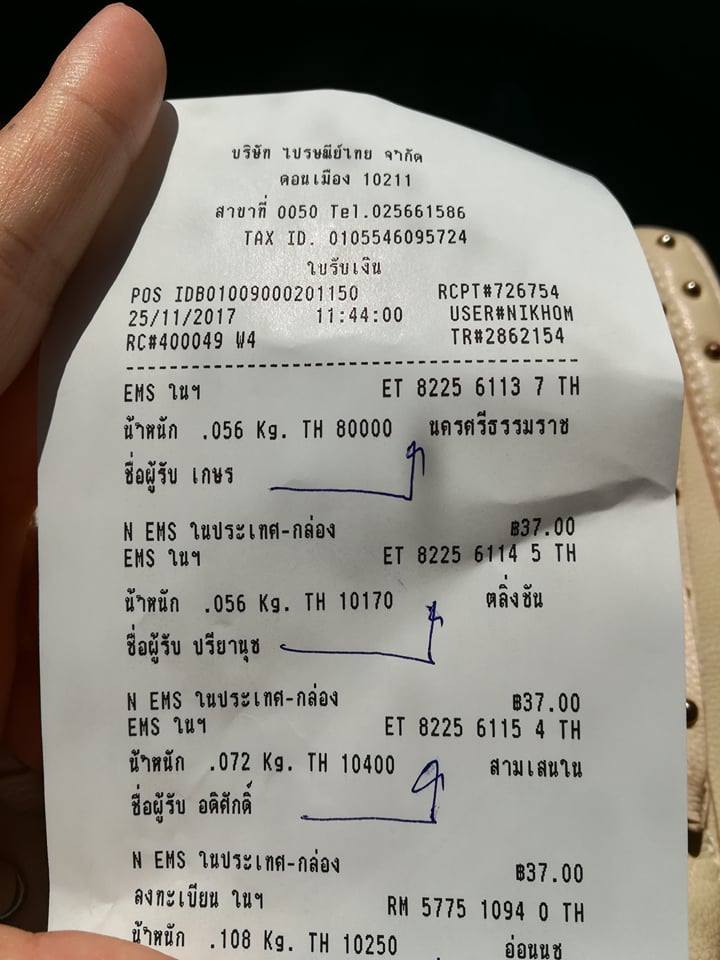 บริษัท ไปรษณีย์ไทย จำกัด
ดอนเมือง 10211
สาขาที่ 0050 Tel.025661586
TAX ID. 0105546095724
ใบรับเงิน
POS IDB01009000201150 RCPT#726754
25/11/2017 11:44:00 USER#NIKHOM
RC#400049 W4 TR#2862154
EMS ในฯ ET 8225 6113 7 TH
น้ำหนัก .056 Kg. TH 80000 นครศรีธรรมราช
ชื่อผู้รับ เกษร
N EMS ในประเทศ-กล่อง ฿37.00
EMS ในฯ ET 8225 6114 5 TH
น้ำหนัก .056 Kg. TH 10170 ตลิ่งชัน
ชื่อผู้รับ ปรียานุช
N EMS ในประเทศ-กล่อง ฿37.00
EMS ในฯ ET 8225 6115 4 TH
น้ำหนัก .072 Kg. TH 10400 สามเสนใน
ชื่อผู้รับ อดิศักดิ์
N EMS ในประเทศ-กล่อง ฿37.00
ลงทะเบียน ในฯ RM 5775 1094 0 TH
น้ำหนัก .108 Kg. TH 10250 อ่อนนุช